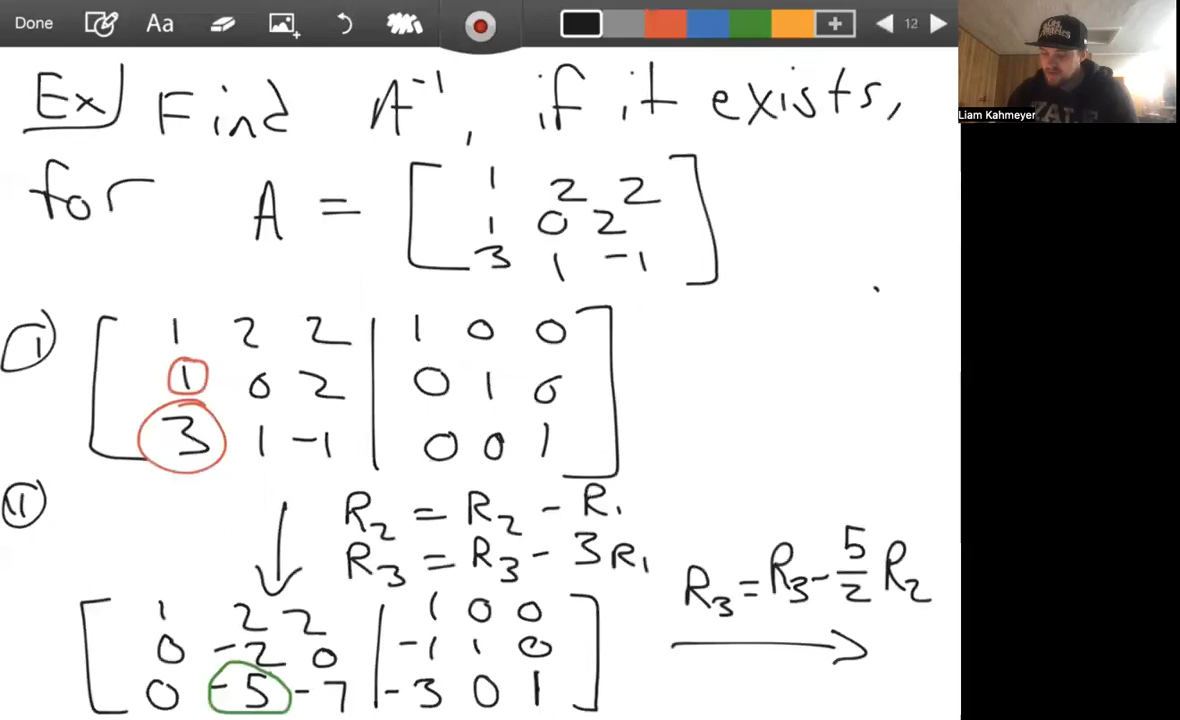 Done
Aa
12
Ex) Find A⁻¹, if it exists,
for A = [ 1 2 2
1 0 2
3 1 -1 ]
Liam Kahmeyer
(I) [ 1 2 2 | 1 0 0
1 0 2 | 0 1 0
3 1 -1 | 0 0 1 ]
(II) R₂ = R₂ - R₁
R₃ = R₃ - 3R₁
R₃ = R₃ - 5/2 R₂
[ 1 2 2 | 1 0 0
0 -2 0 | -1 1 0
0 -5 -7 | -3 0 1 ]